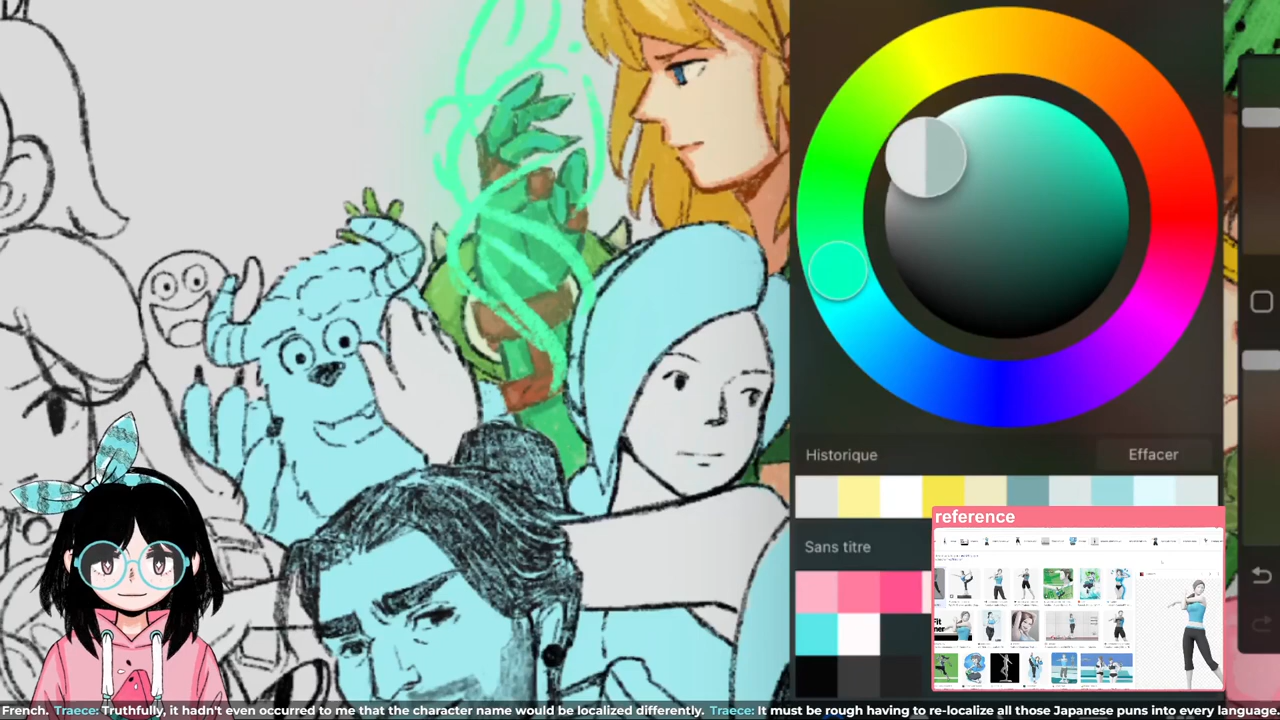 Historique
Effacer
reference
Sans titre
French. Traece: Truthfully, it hadn't even occurred to me that the character name would be localized differently. Traece: It must be rough having to re-localize all those Japanese puns into every language.